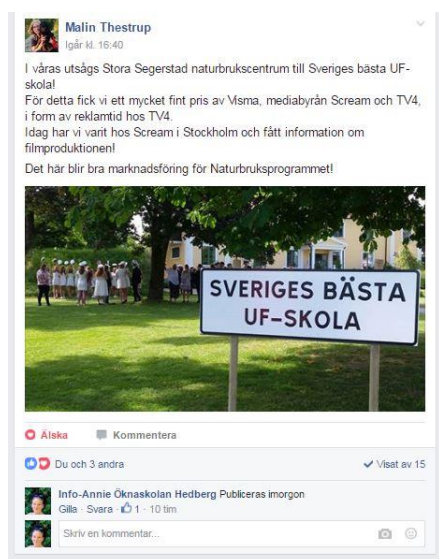 Malin Thestrup
Igår kl. 16:40
I våras utsågs Stora Segerstad naturbrukscentrum till Sveriges bästa UF-
skola!
För detta fick vi ett mycket fint pris av Visma, mediabyrån Scream och TV4,
i form av reklamtid hos TV4.
Idag har vi varit hos Scream i Stockholm och fått information om
filmproduktionen!
Det här blir bra marknadsföring för Naturbruksprogrammet!
SVERIGES BÄSTA
UF-SKOLA
Älska Kommentera
Du och 3 andra Visat av 15
Info-Annie Öknaskolan Hedberg Publiceras imorgon
Gilla · Svara · 1 · 10 tim
Skriv en kommentar...